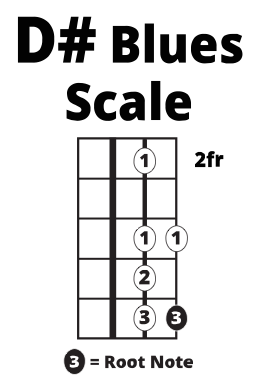 D# Blues
Scale
1 2fr
1 1
2
3 3
3 = Root Note